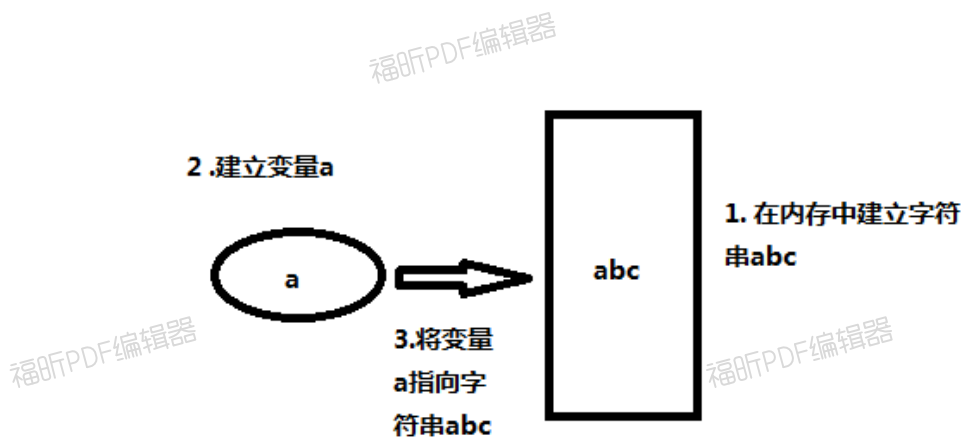 福昕PDF编辑器
2 .建立变量a
1. 在内存中建立字符
串abc
a
abc
3.将变量
a指向字
符串abc
福昕PDF编辑器
福昕PDF编辑器